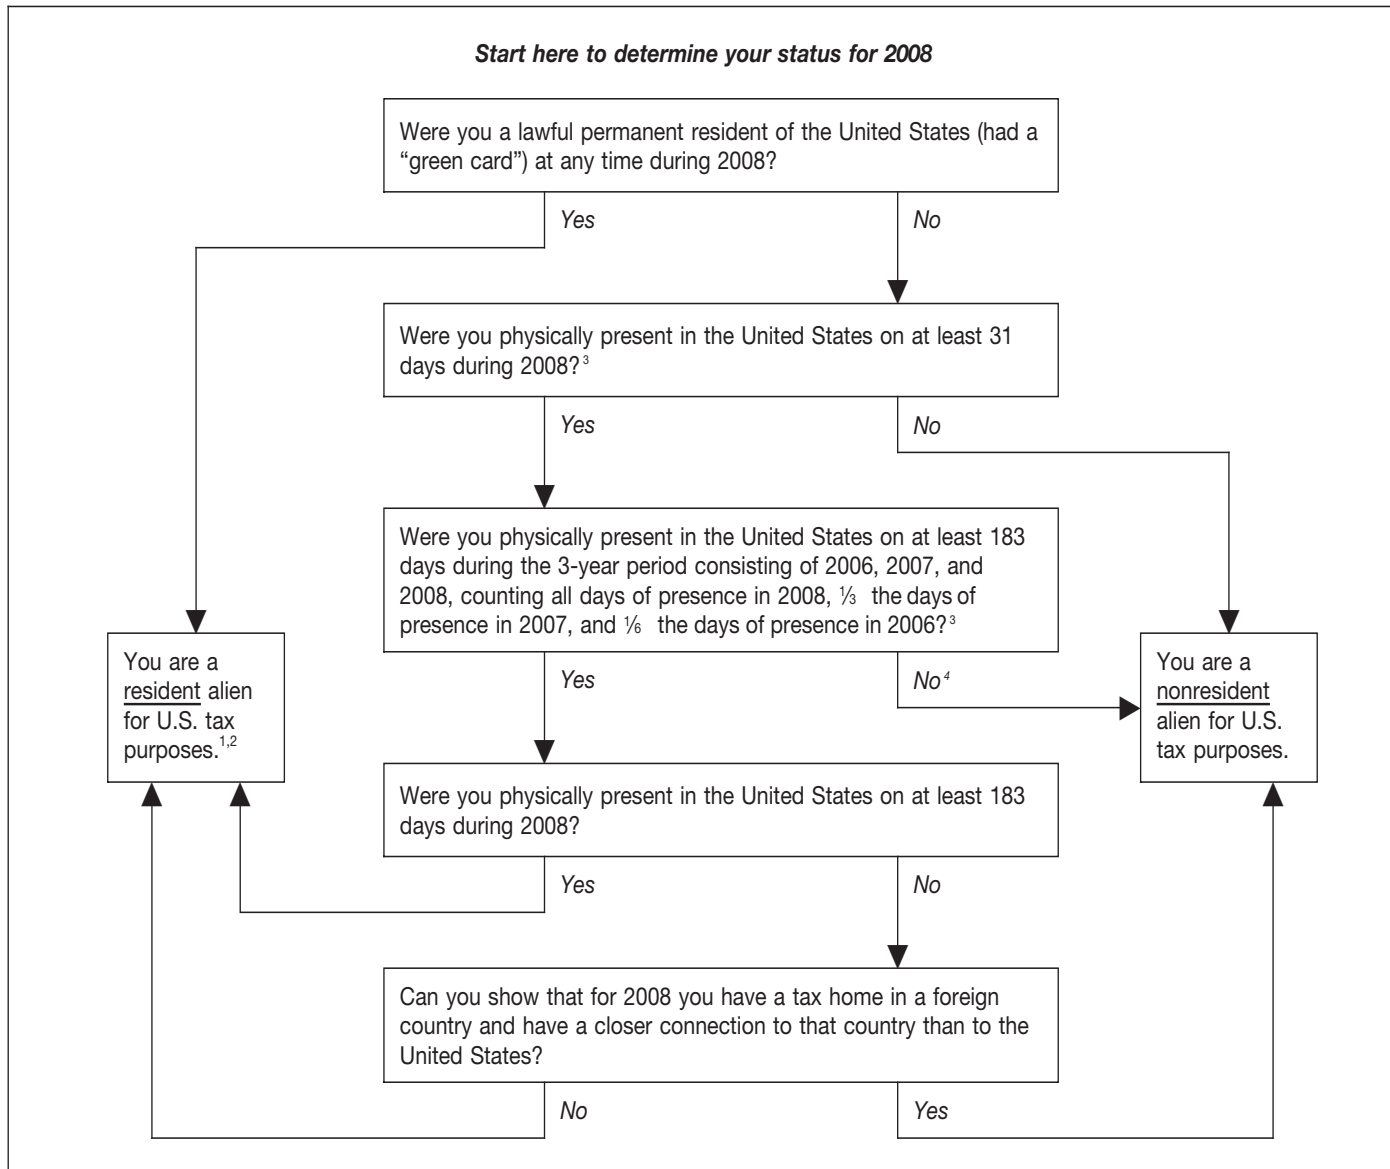 Start here to determine your status for 2008
Were you a lawful permanent resident of the United States (had a
“green card”) at any time during 2008?
Yes
No
Were you physically present in the United States on at least 31
days during 2008?³
Yes
No
Were you physically present in the United States on at least 183
days during the 3-year period consisting of 2006, 2007, and
2008, counting all days of presence in 2008, ⅓ the days of
presence in 2007, and ⅙ the days of presence in 2006?³
Yes
No⁴
You are a
resident alien
for U.S. tax
purposes.¹,²
You are a
nonresident
alien for U.S.
tax purposes.
Were you physically present in the United States on at least 183
days during 2008?
Yes
No
Can you show that for 2008 you have a tax home in a foreign
country and have a closer connection to that country than to the
United States?
No
Yes